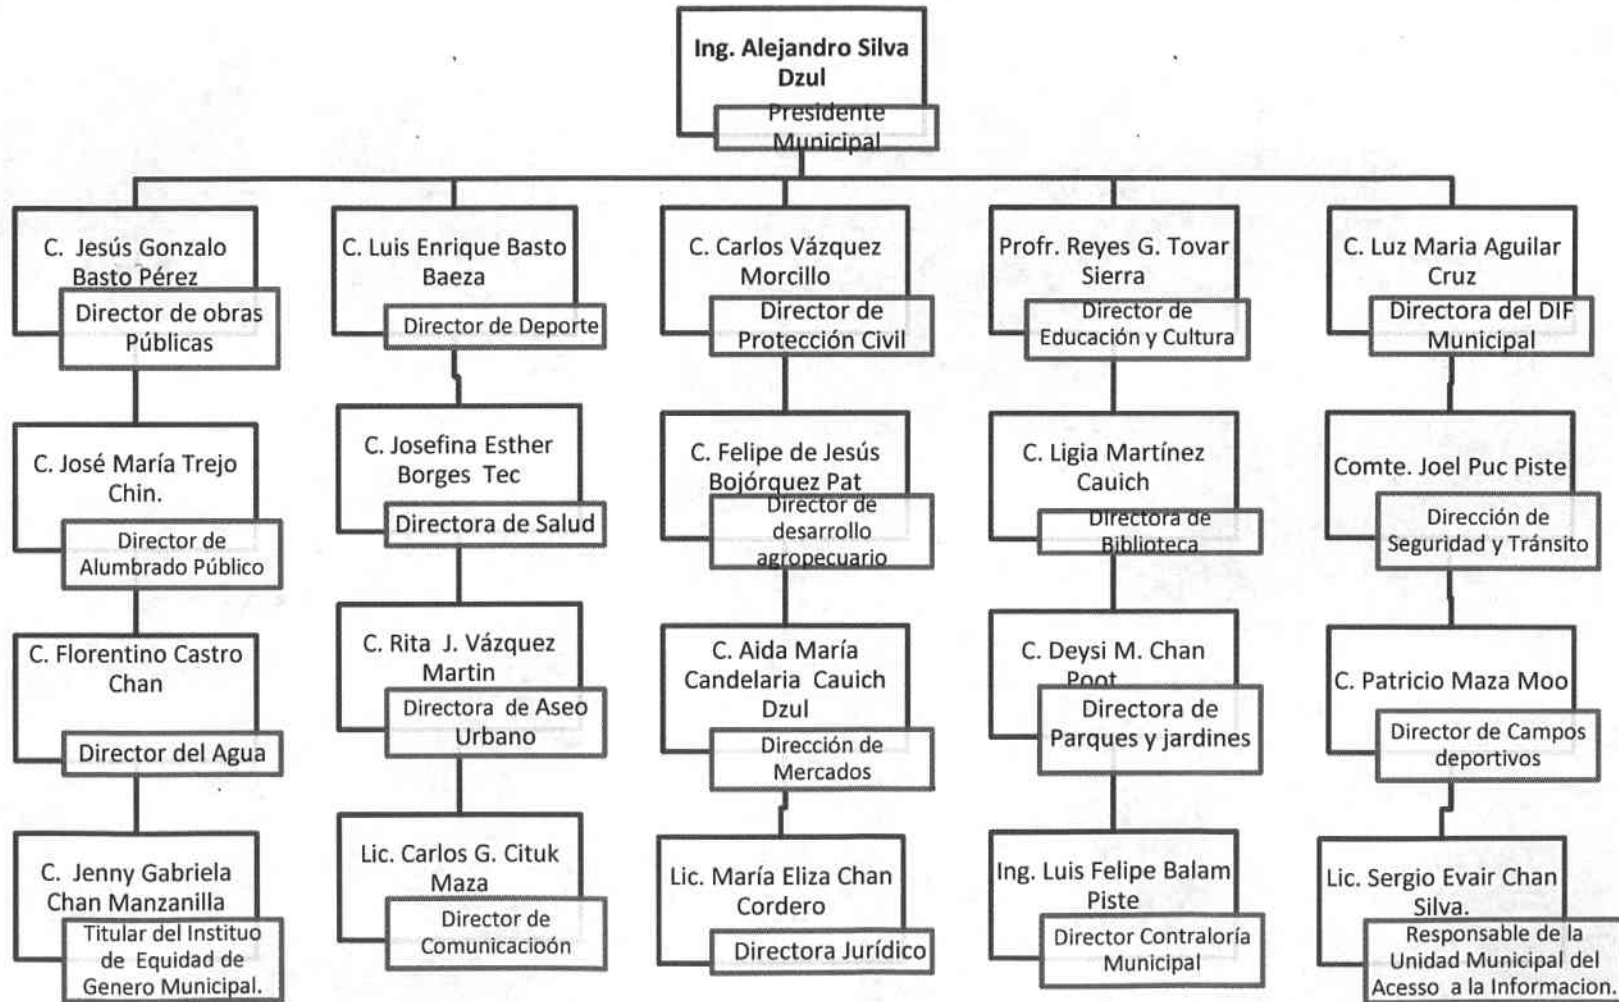 Ing. Alejandro Silva
Dzul
Presidente
Municipal
C. Jesús Gonzalo
Basto Pérez
Director de obras
Públicas
C. Luis Enrique Basto
Baeza
Director de Deporte
C. Carlos Vázquez
Morcillo
Director de
Protección Civil
Profr. Reyes G. Tovar
Sierra
Director de
Educación y Cultura
C. Luz Maria Aguilar
Cruz
Directora del DIF
Municipal
C. José María Trejo
Chin.
Director de
Alumbrado Público
C. Josefina Esther
Borges Tec
Directora de Salud
C. Felipe de Jesús
Bojórquez Pat
Director de
desarrollo
agropecuario
C. Ligia Martínez
Cauich
Directora de
Biblioteca
Comte. Joel Puc Piste
Dirección de
Seguridad y Tránsito
C. Florentino Castro
Chan
Director del Agua
C. Rita J. Vázquez
Martin
Directora de Aseo
Urbano
C. Aida María
Candelaria Cauich
Dzul
Dirección de
Mercados
C. Deysi M. Chan
Poot
Directora de
Parques y jardines
C. Patricio Maza Moo
Director de Campos
deportivos
C. Jenny Gabriela
Chan Manzanilla
Titular del Instituo
de Equidad de
Genero Municipal.
Lic. Carlos G. Cituk
Maza
Director de
Comunicacioón
Lic. María Eliza Chan
Cordero
Directora Jurídico
Ing. Luis Felipe Balam
Piste
Director Contraloría
Municipal
Lic. Sergio Evair Chan
Silva.
Responsable de la
Unidad Municipal del
Acesso a la Informacion.